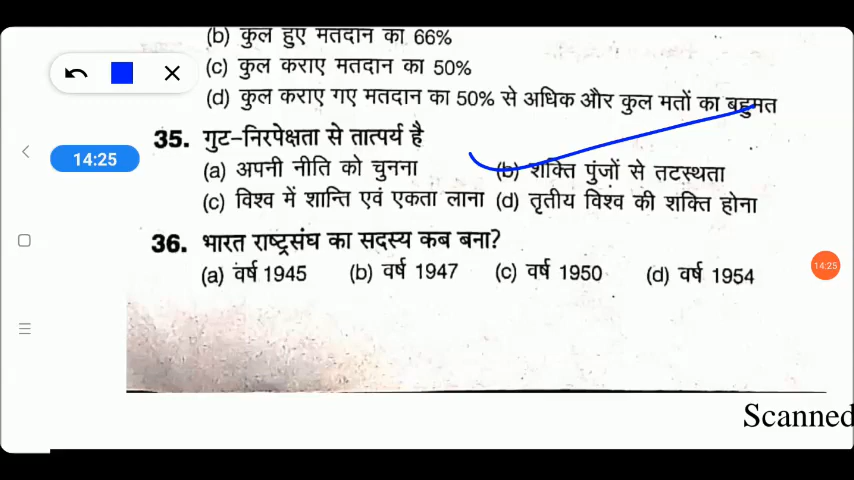 (b) कुल हुए मतदान का 66%
(c) कुल कराए मतदान का 50%
(d) कुल कराए गए मतदान का 50% से अधिक और कुल मतों का बहुमत
35. गुट-निरपेक्षता से तात्पर्य है
14:25
(a) अपनी नीति को चुनना (b) शक्ति पुंजों से तटस्थता
(c) विश्व में शान्ति एवं एकता लाना (d) तृतीय विश्व की शक्ति होना
36. भारत राष्ट्रसंघ का सदस्य कब बना?
14:25
(a) वर्ष 1945 (b) वर्ष 1947 (c) वर्ष 1950 (d) वर्ष 1954
Scanned